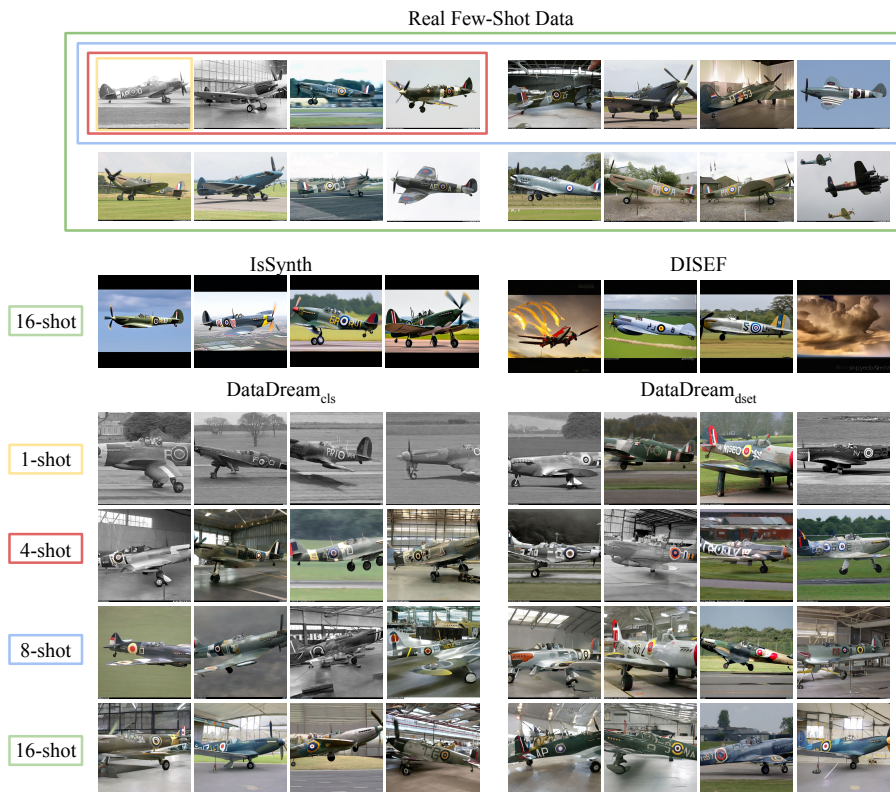 Real Few-Shot Data
IsSynth
DISEF
16-shot
DataDream_cls
DataDream_dset
1-shot
4-shot
8-shot
16-shot